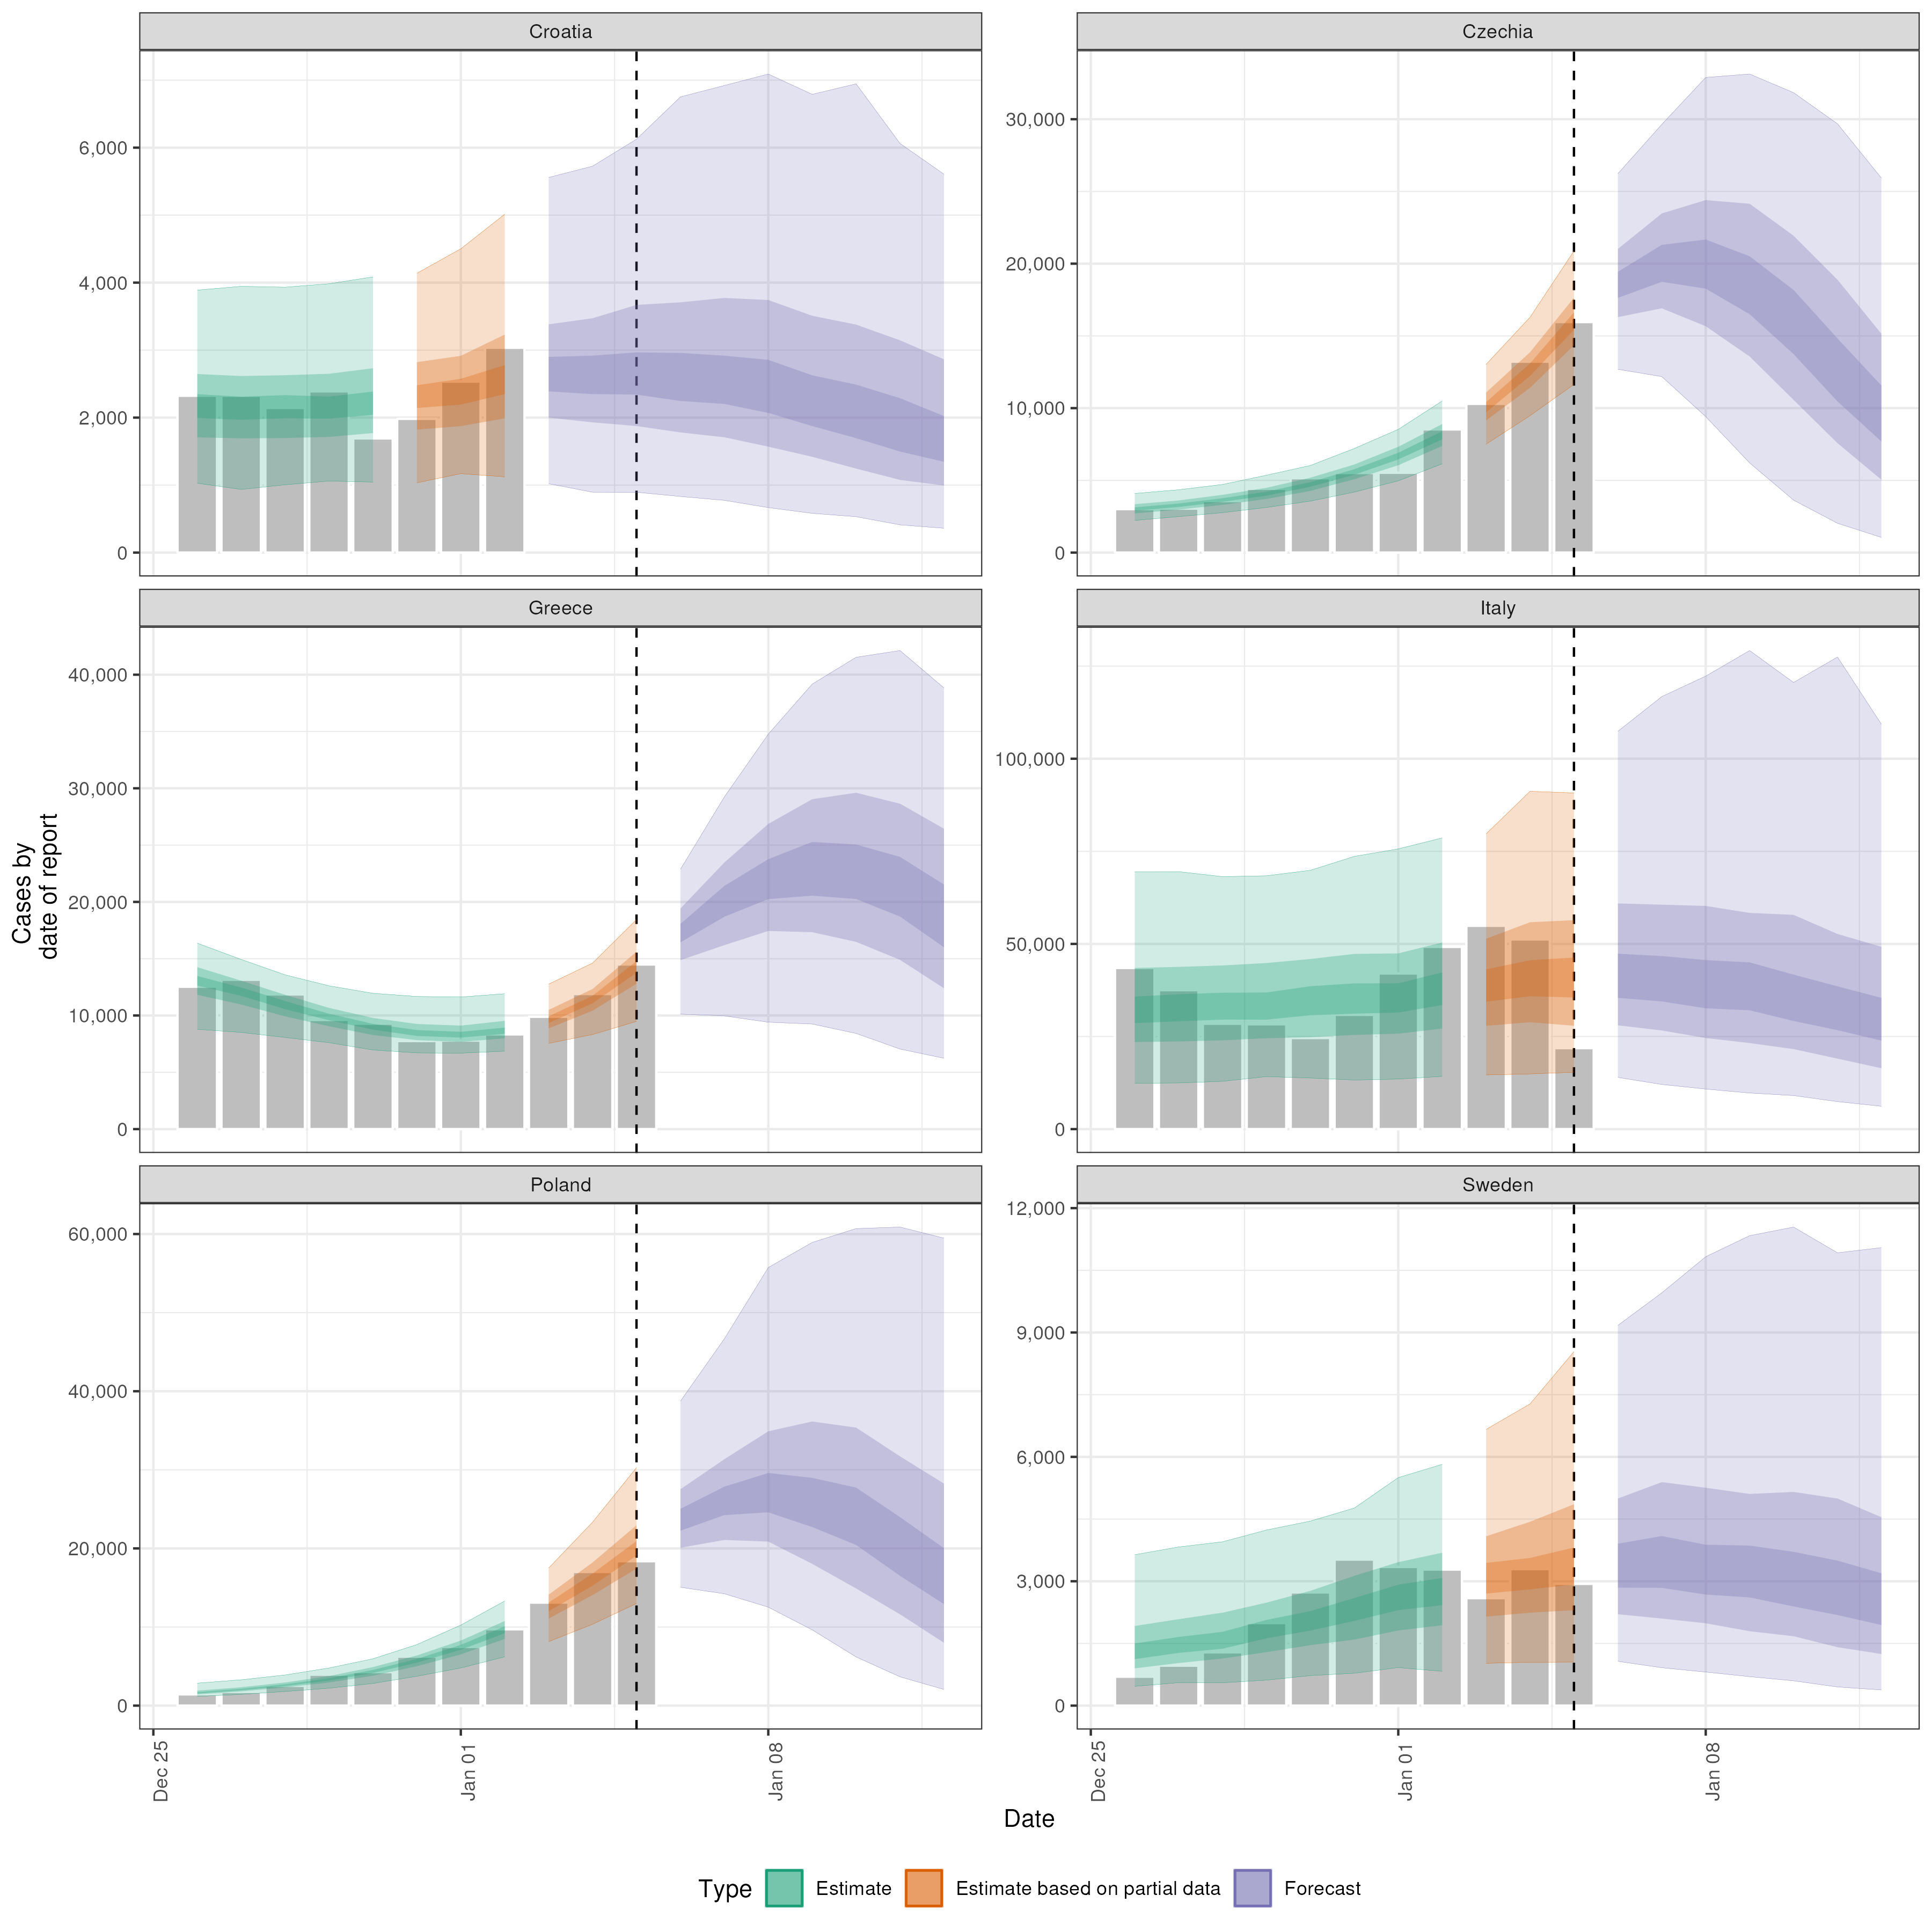 Croatia
Czechia
6,000
4,000
2,000
0
30,000
20,000
10,000
0
Greece
Italy
40,000
30,000
20,000
10,000
0
100,000
50,000
0
Cases by
date of report
Poland
Sweden
60,000
40,000
20,000
0
12,000
9,000
6,000
3,000
0
Dec 25
Jan 01
Jan 08
Dec 25
Jan 01
Jan 08
Date
Type Estimate Estimate based on partial data Forecast